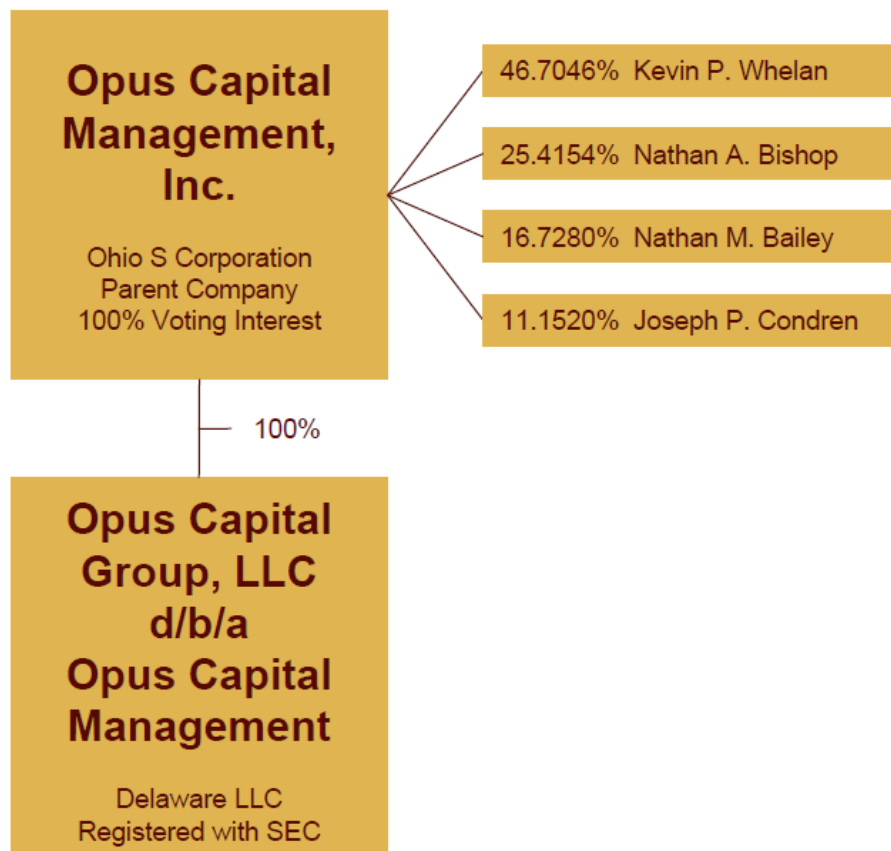 Opus Capital
Management,
Inc.
Ohio S Corporation
Parent Company
100% Voting Interest
46.7046% Kevin P. Whelan
25.4154% Nathan A. Bishop
16.7280% Nathan M. Bailey
11.1520% Joseph P. Condren
100%
Opus Capital
Group, LLC
d/b/a
Opus Capital
Management
Delaware LLC
Registered with SEC